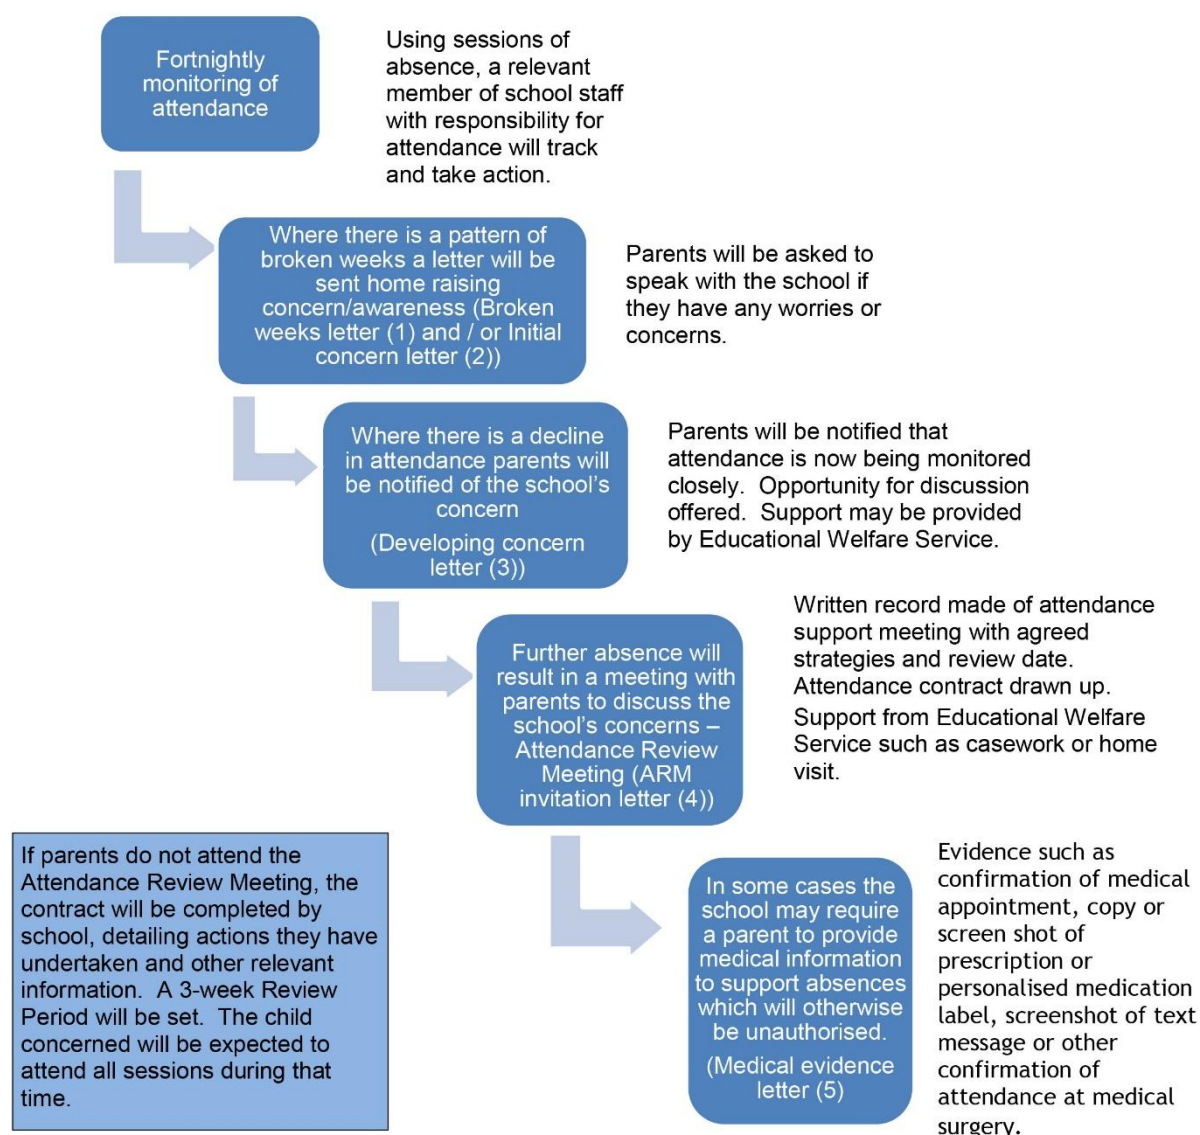 Fortnightly
monitoring of
attendance
Using sessions of
absence, a relevant
member of school staff
with responsibility for
attendance will track
and take action.
Where there is a pattern of
broken weeks a letter will be
sent home raising
concern/awareness (Broken
weeks letter (1) and / or Initial
concern letter (2))
Parents will be asked to
speak with the school if
they have any worries or
concerns.
Where there is a decline
in attendance parents will
be notified of the school’s
concern
(Developing concern
letter (3))
Parents will be notified that
attendance is now being monitored
closely. Opportunity for discussion
offered. Support may be provided
by Educational Welfare Service.
Further absence will
result in a meeting with
parents to discuss the
school’s concerns –
Attendance Review
Meeting (ARM
invitation letter (4))
Written record made of attendance
support meeting with agreed
strategies and review date.
Attendance contract drawn up.
Support from Educational Welfare
Service such as casework or home
visit.
If parents do not attend the
Attendance Review Meeting, the
contract will be completed by
school, detailing actions they have
undertaken and other relevant
information. A 3-week Review
Period will be set. The child
concerned will be expected to
attend all sessions during that
time.
In some cases the
school may require
a parent to provide
medical information
to support absences
which will otherwise
be unauthorised.
(Medical evidence
letter (5)
Evidence such as
confirmation of medical
appointment, copy or
screen shot of
prescription or
personalised medication
label, screenshot of text
message or other
confirmation of
attendance at medical
surgery.